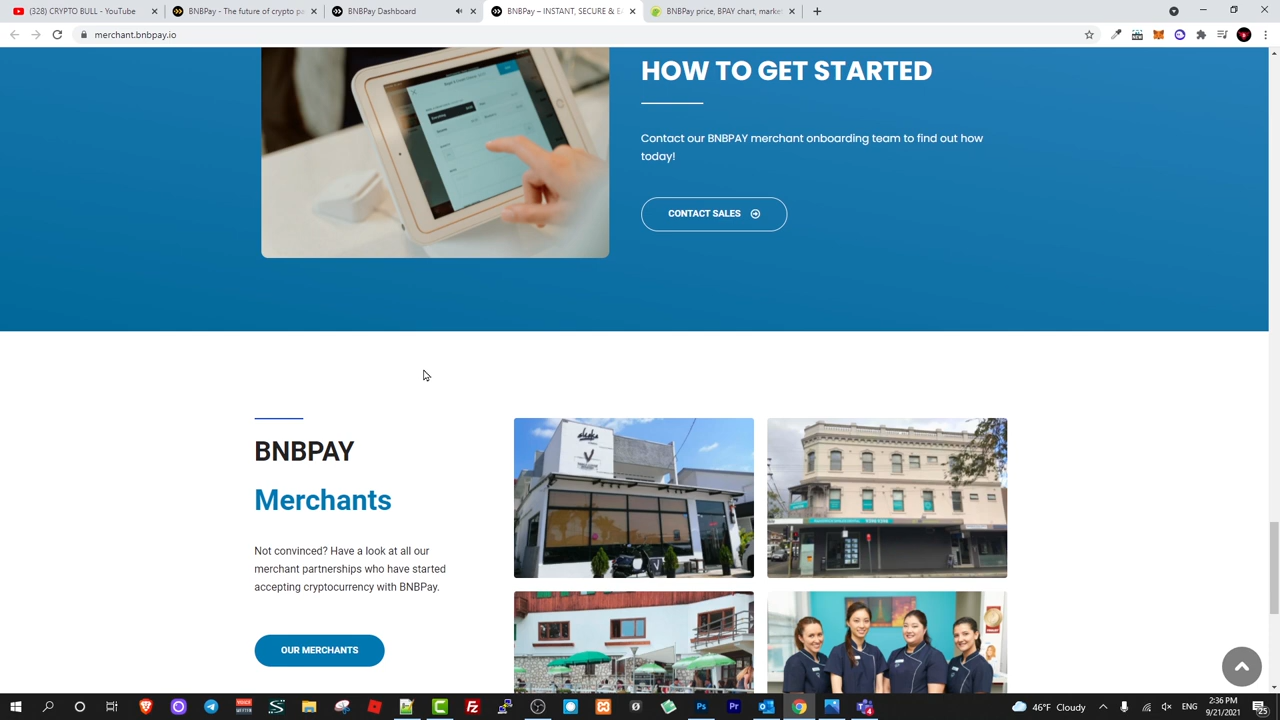 (328) CRYPTO BULL - YouTube
BNBPay - The future of crypto pa
BNBPay Dashboard
BNBPay – INSTANT, SECURE & EA
BNBPay price, BPAY chart, market
merchant.bnbpay.io
HOW TO GET STARTED
Contact our BNBPAY merchant onboarding team to find out how
today!
CONTACT SALES
BNBPAY
Merchants
Not convinced? Have a look at all our
merchant partnerships who have started
accepting cryptocurrency with BNBPay.
OUR MERCHANTS
46°F Cloudy
ENG
2:36 PM
9/21/2021
25